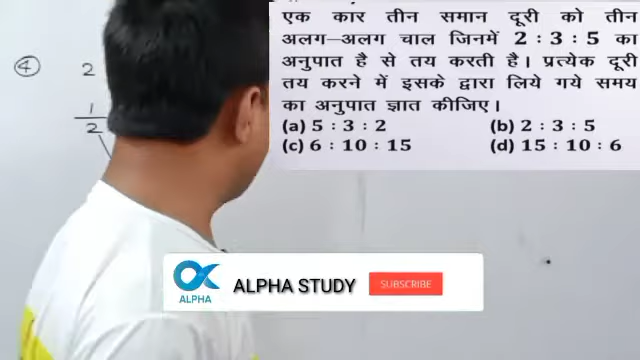 एक कार तीन समान दूरी को तीन
अलग–अलग चाल जिनमें 2 : 3 : 5 का
अनुपात है से तय करती है। प्रत्येक दूरी
तय करने में इसके द्वारा लिये गये समय
का अनुपात ज्ञात कीजिए।
(a) 5 : 3 : 2 (b) 2 : 3 : 5
(c) 6 : 10 : 15 (d) 15 : 10 : 6
④ 2
1
2
ALPHA
ALPHA STUDY
SUBSCRIBE